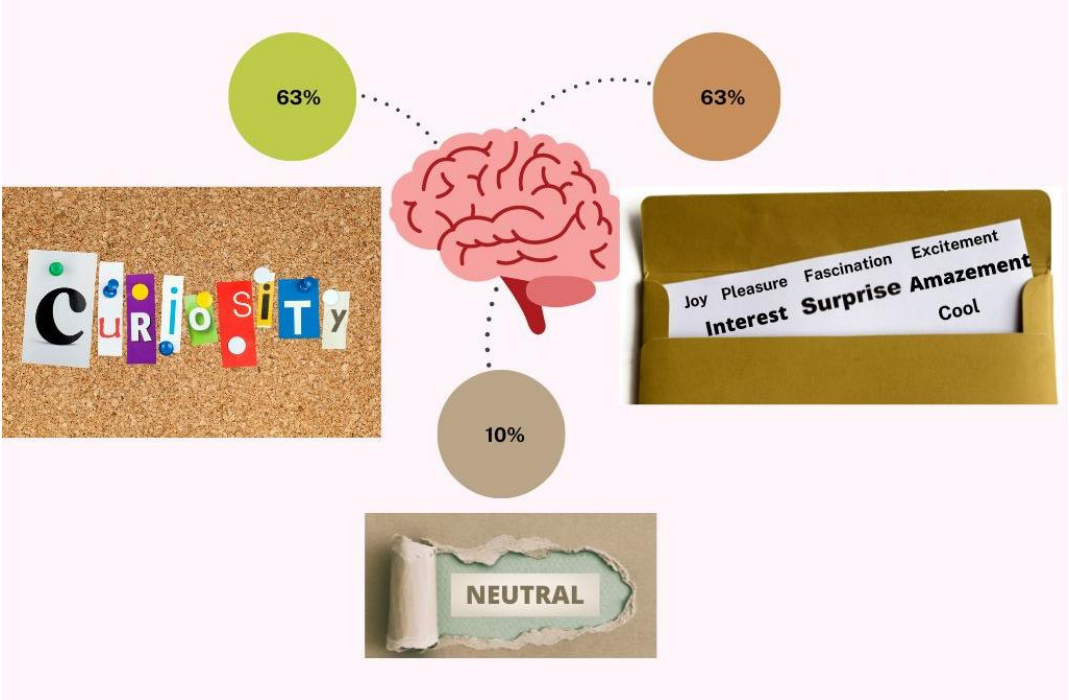 63%
63%
CuRioSiTy
Joy Pleasure Fascination Excitement
Interest Surprise Amazement
Cool
10%
NEUTRAL